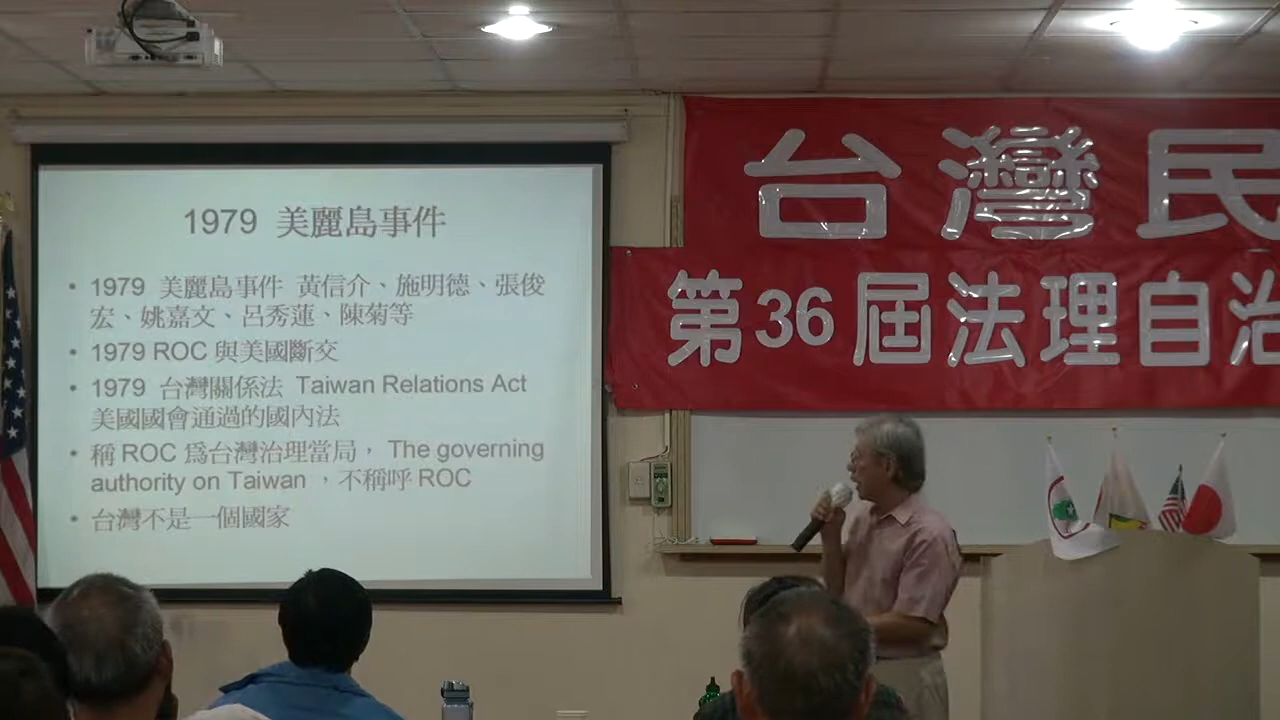 1979 美麗島事件
• 1979 美麗島事件 黃信介、施明德、張俊
宏、姚嘉文、呂秀蓮、陳菊等
• 1979 ROC 與美國斷交
• 1979 台灣關係法 Taiwan Relations Act
美國國會通過的國內法
• 稱 ROC 爲台灣治理當局， The governing
authority on Taiwan ，不稱呼 ROC
• 台灣不是一個國家
台灣民
第36屆法理自治